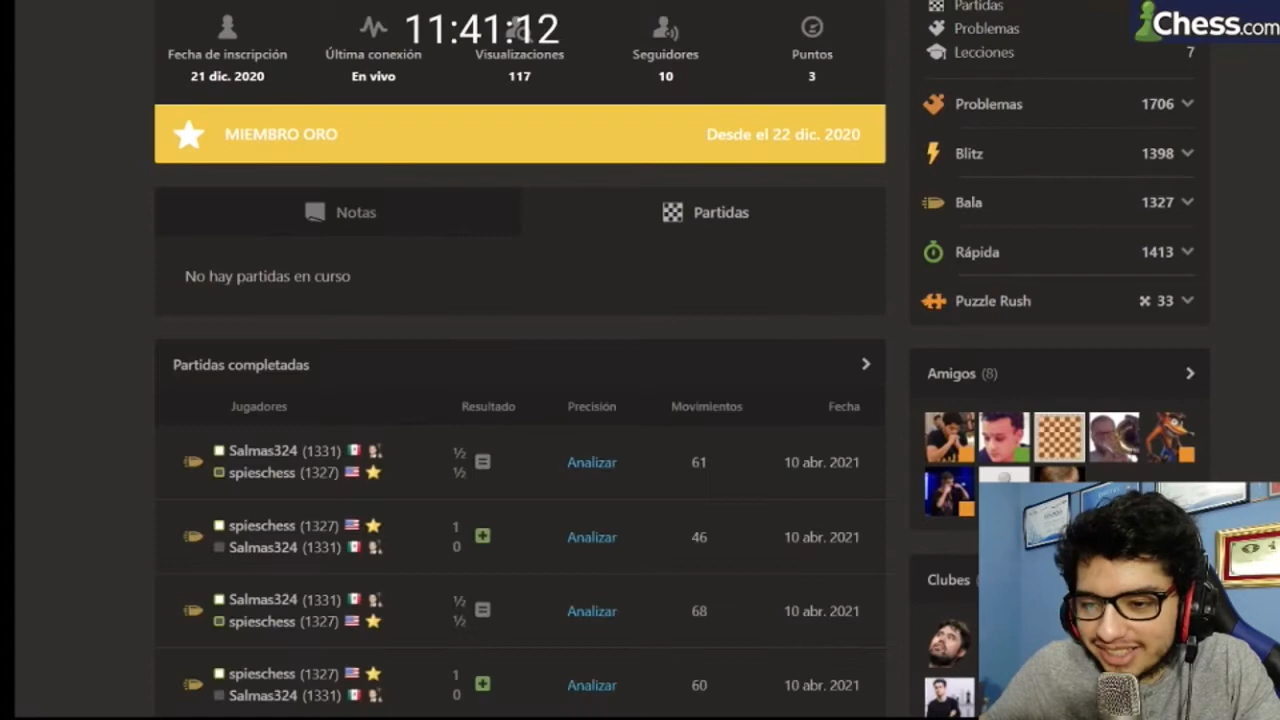 11:41:12
Fecha de inscripción
21 dic. 2020
Última conexión
En vivo
Visualizaciones
117
Seguidores
10
Puntos
3
MIEMBRO ORO
Desde el 22 dic. 2020
Notas
Partidas
No hay partidas en curso
Partidas completadas
Jugadores Resultado Precisión Movimientos Fecha
Salmas324 (1331) ½
spieschess (1327) ½
Analizar 61 10 abr. 2021
spieschess (1327) 1
Salmas324 (1331) 0
Analizar 46 10 abr. 2021
Salmas324 (1331) ½
spieschess (1327) ½
Analizar 68 10 abr. 2021
spieschess (1327) 1
Salmas324 (1331) 0
Analizar 60 10 abr. 2021
Chess.com
Partidas
Problemas
Lecciones 7
Problemas 1706
Blitz 1398
Bala 1327
Rápida 1413
Puzzle Rush 33
Amigos (8)
Clubes